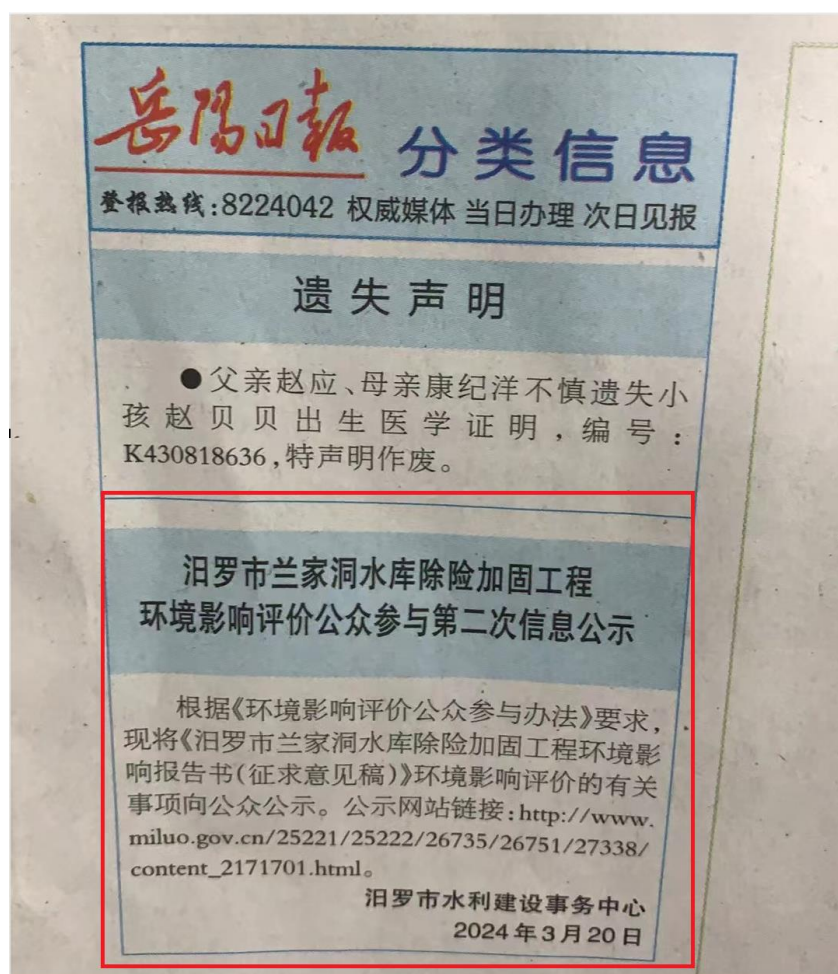 岳阳日报 分类信息
登报热线:8224042 权威媒体 当日办理 次日见报
遗失声明
●父亲赵应、母亲康纪洋不慎遗失小
孩赵贝贝出生医学证明,编号:
K430818636,特声明作废。
汨罗市兰家洞水库除险加固工程
环境影响评价公众参与第二次信息公示
根据《环境影响评价公众参与办法》要求,
现将《汨罗市兰家洞水库除险加固工程环境影
响报告书(征求意见稿)》环境影响评价的有关
事项向公众公示。公示网站链接:http://www.
miluo.gov.cn/25221/25222/26735/26751/27338/
content_2171701.html。
汨罗市水利建设事务中心
2024年3月20日